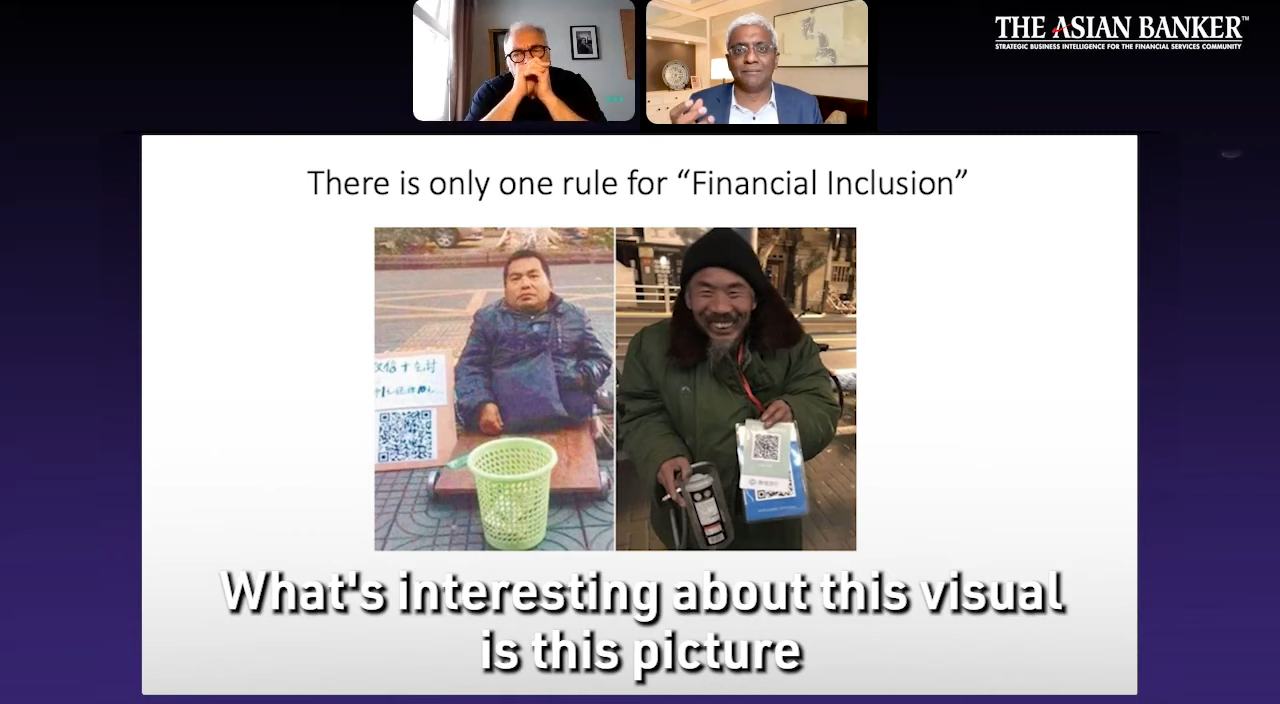 THE ASIAN BANKER™
STRATEGIC BUSINESS INTELLIGENCE FOR THE FINANCIAL SERVICES COMMUNITY
There is only one rule for “Financial Inclusion”
What's interesting about this visual
is this picture